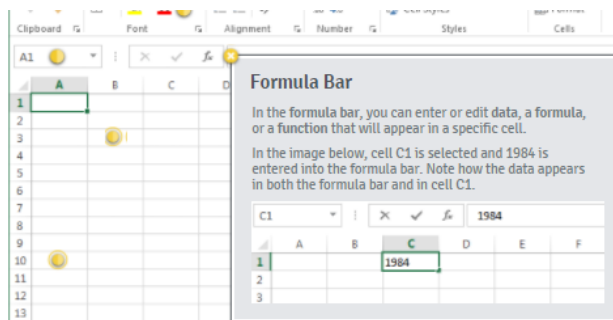 Cell Styles Format
Clipboard Font Alignment Number Styles Cells
A1 fx
A B C D
1
2
3
4
5
6
7
8
9
10
11
12
13
Formula Bar
In the formula bar, you can enter or edit data, a formula,
or a function that will appear in a specific cell.
In the image below, cell C1 is selected and 1984 is
entered into the formula bar. Note how the data appears
in both the formula bar and in cell C1.
C1 fx 1984
A B C D E F
1 1984
2
3